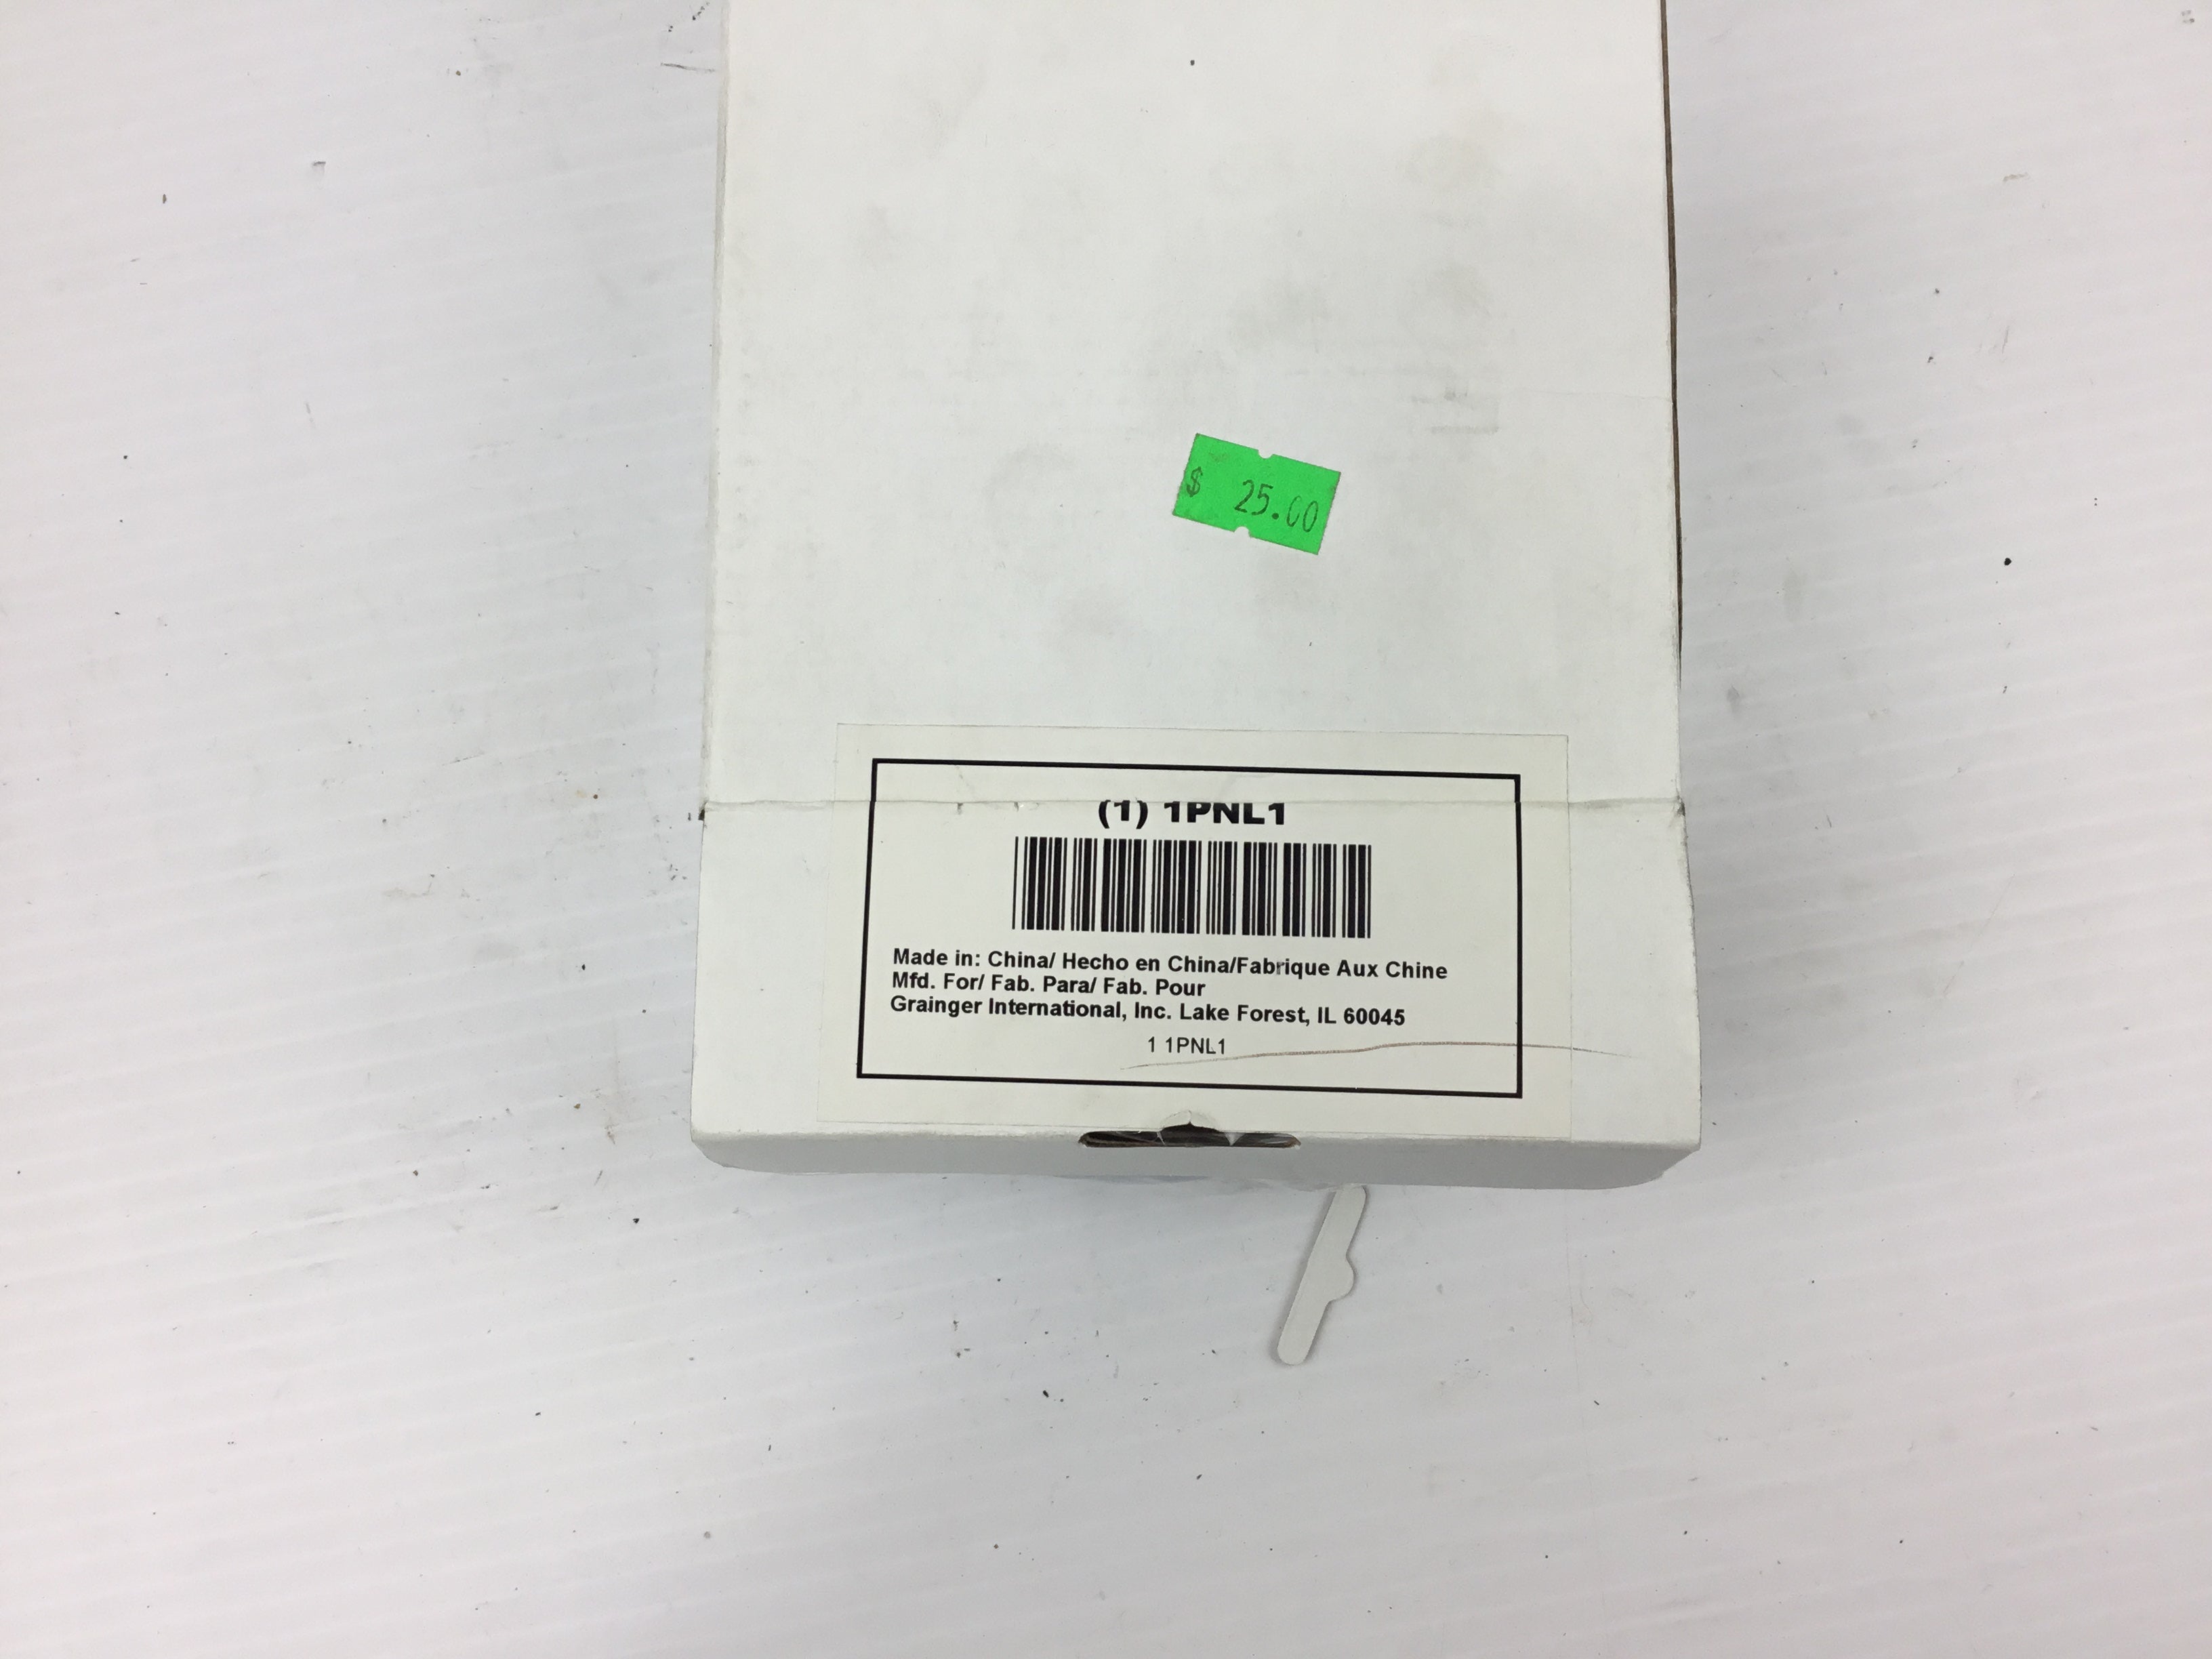 $ 25.00
(1) 1PNL1
Made in: China/ Hecho en China/Fabrique Aux Chine
Mfd. For/ Fab. Para/ Fab. Pour
Grainger International, Inc. Lake Forest, IL 60045
1 1PNL1